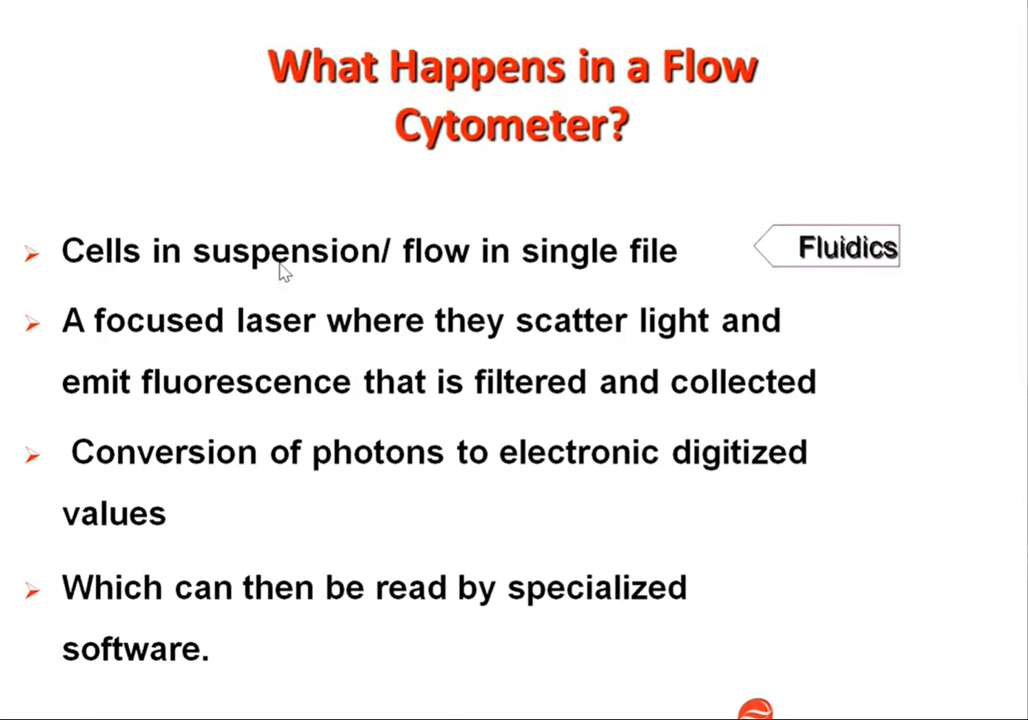 What Happens in a Flow
Cytometer?
Cells in suspension/ flow in single file
Fluidics
A focused laser where they scatter light and
emit fluorescence that is filtered and collected
Conversion of photons to electronic digitized
values
Which can then be read by specialized
software.